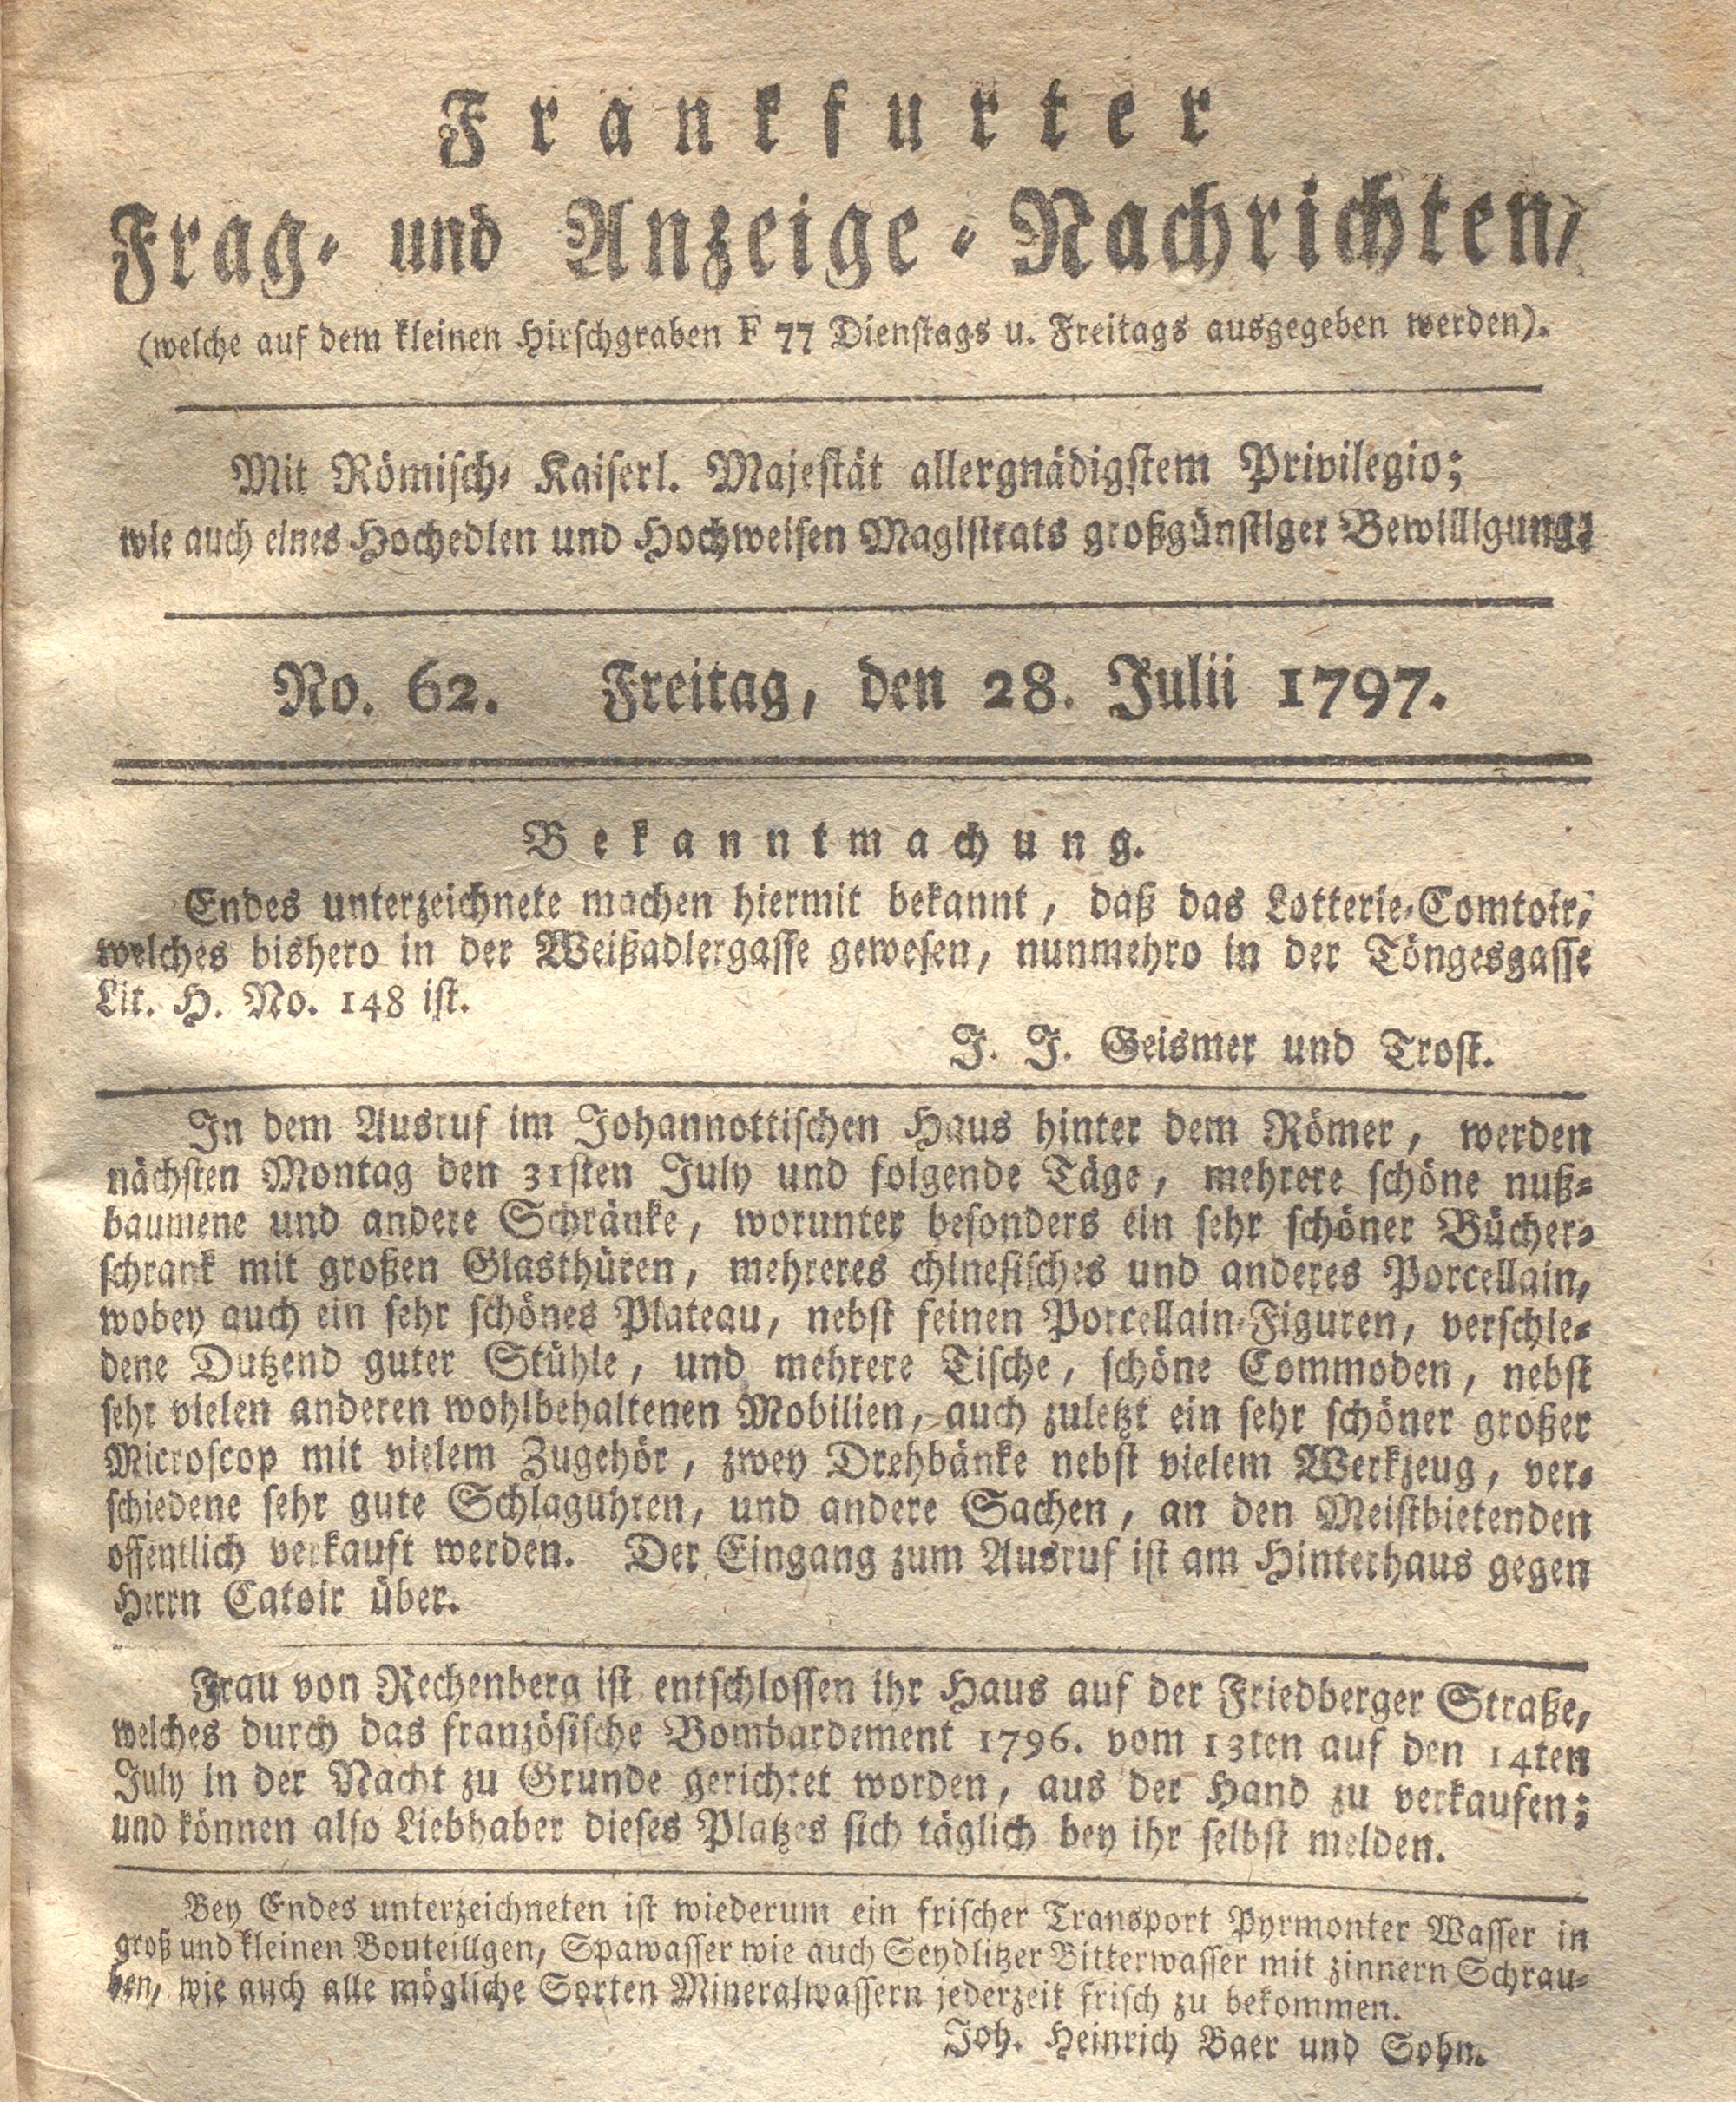 Frankfurter
Frag- und Anzeige-Nachrichten,
(welche auf dem kleinen Hirschgraben F 77 Dienstags u. Freitags ausgegeben werden).
Mit Römisch-Kaiserl. Majestät allergnädigstem Privilegio;
wie auch eines Hochedlen und Hochweisen Magistrats großgünstiger Bewilligung:
No. 62. Freitag, den 28. Julii 1797.
Bekanntmachung.
Endes unterzeichnete machen hiermit bekannt, daß das Lotterie-Comtoir,
welches bishero in der Weißadlergasse gewesen, nunmehro in der Töngesgasse
Lit. H. No. 148 ist.
J. J. Geismer und Trost.
In dem Ausruf im Johannottischen Haus hinter dem Römer, werden
nächsten Montag den 31sten July und folgende Täge, mehrere schöne nuß-
baumene und andere Schränke, worunter besonders ein sehr schöner Bücher-
schrank mit großen Glasthüren, mehreres chinesisches und anderes Porcellain,
wobey auch ein sehr schönes Plateau, nebst feinen Porcellain-Figuren, verschie-
dene Dutzend guter Stühle, und mehrere Tische, schöne Commoden, nebst
sehr vielen anderen wohlbehaltenen Mobilien, auch zuletzt ein sehr schöner großer
Microscop mit vielem Zugehör, zwey Drehbänke nebst vielem Werkzeug, ver-
schiedene sehr gute Schlaguhren, und andere Sachen, an den Meistbietenden
offentlich verkauft werden. Der Eingang zum Ausruf ist am Hinterhaus gegen
Herrn Catoir über.
Frau von Rechenberg ist entschlossen ihr Haus auf der Friedberger Straße,
welches durch das französische Bombardement 1796. vom 13ten auf den 14ten
July in der Nacht zu Grunde gerichtet worden, aus der Hand zu verkaufen;
und können also Liebhaber dieses Platzes sich täglich bey ihr selbst melden.
Bey Endes unterzeichneten ist wiederum ein frischer Transport Pyrmonter Wasser in
groß und kleinen Bouteillgen, Spawasser wie auch Seydlitzer Bitterwasser mit zinnern Schrau-
ben, wie auch alle mögliche Sorten Mineralwassern jederzeit frisch zu bekommen.
Joh. Heinrich Baer und Sohn.